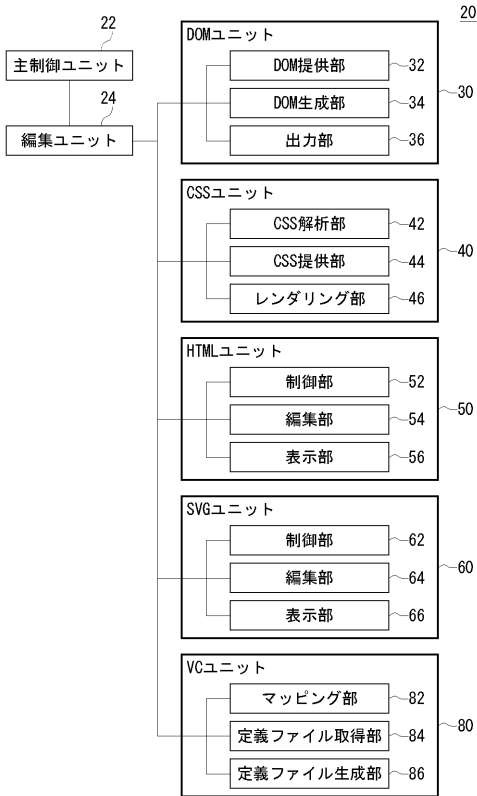 20
22
主制御ユニット
24
編集ユニット
DOMユニット
DOM提供部 32
DOM生成部 34
出力部 36
30
CSSユニット
CSS解析部 42
CSS提供部 44
レンダリング部 46
40
HTMLユニット
制御部 52
編集部 54
表示部 56
50
SVGユニット
制御部 62
編集部 64
表示部 66
60
VCユニット
マッピング部 82
定義ファイル取得部 84
定義ファイル生成部 86
80